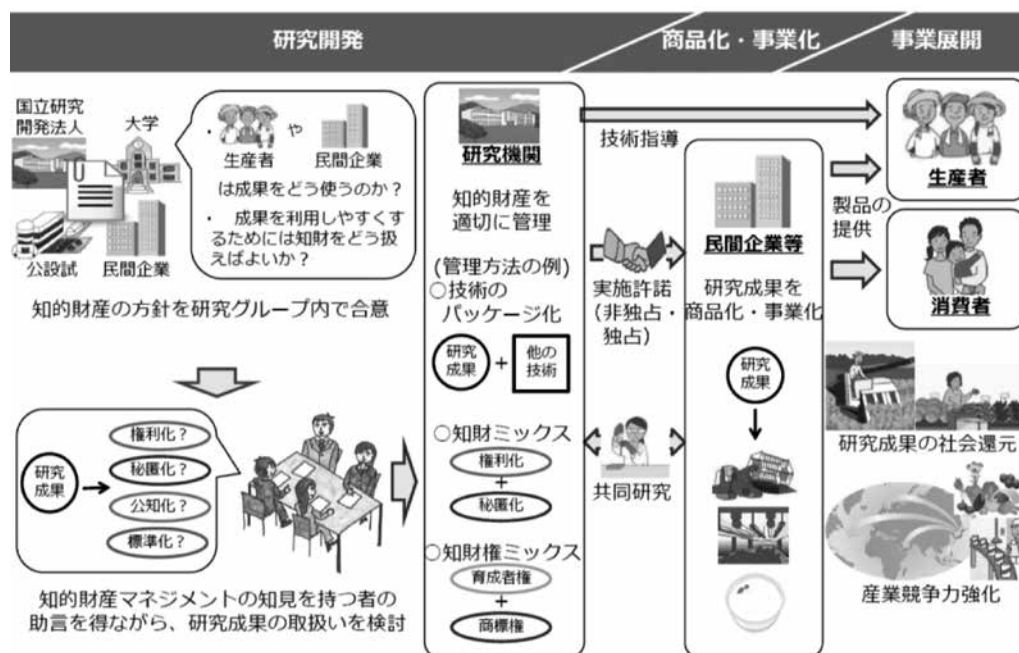 研究開発
商品化・事業化
事業展開
国立研究
開発法人
大学
公設試
民間企業
・
生産者
や
民間企業
は成果をどう使うのか？
・ 成果を利用しやすくす
るためには知財をどう扱
えばよいか？
知的財産の方針を研究グループ内で合意
研究
成果
権利化？
秘匿化？
公知化？
標準化？
知的財産マネジメントの知見を持つ者の
助言を得ながら、研究成果の取扱いを検討
研究機関
知的財産を
適切に管理
(管理方法の例)
○技術の
パッケージ化
研究
成果
+
他の
技術
○知財ミックス
権利化
+
秘匿化
○知財権ミックス
育成者権
+
商標権
技術指導
実施許諾
（非独占・
独占）
共同研究
民間企業等
研究成果を
商品化・事業化
研究
成果
製品の
提供
生産者
消費者
研究成果の社会還元
産業競争力強化